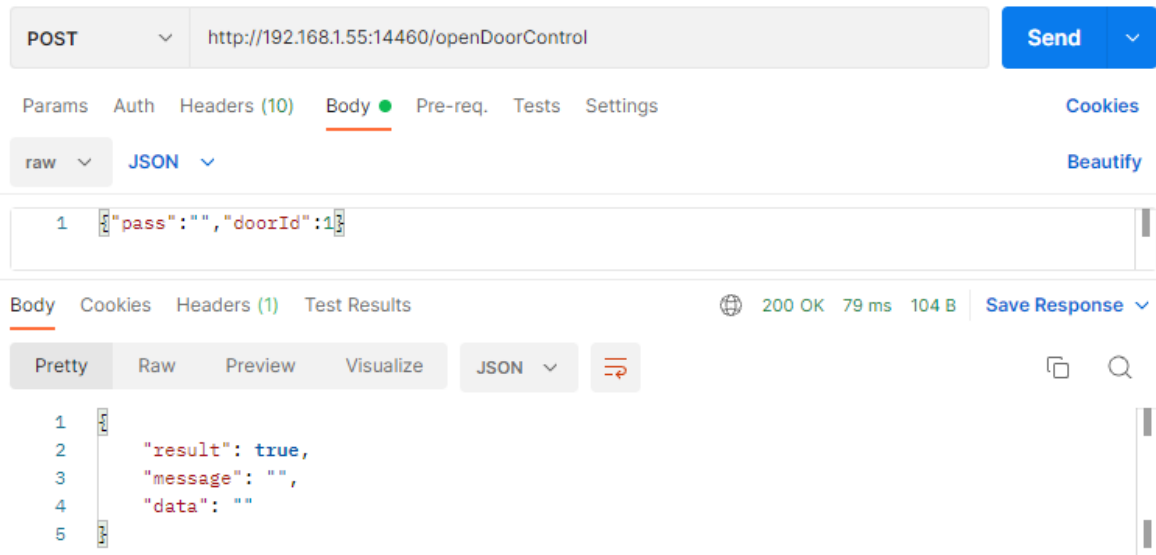 POST http://192.168.1.55:14460/openDoorControl Send
Params Auth Headers (10) Body Pre-req. Tests Settings Cookies
raw JSON Beautify
1 {"pass":"","doorId":1}
Body Cookies Headers (1) Test Results 200 OK 79 ms 104 B Save Response
Pretty Raw Preview Visualize JSON
1 {
2 "result": true,
3 "message": "",
4 "data": ""
5 }